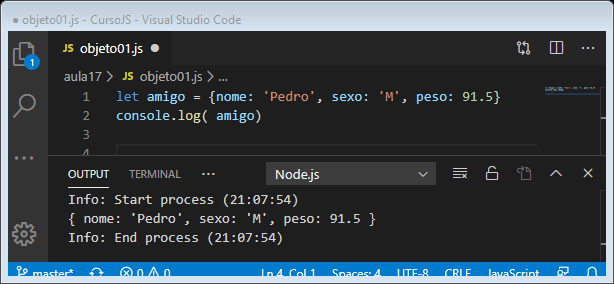 ● objeto01.js - CursoJS - Visual Studio Code
JS objeto01.js ●
aula17 > JS objeto01.js > ...
1 let amigo = {nome: 'Pedro', sexo: 'M', peso: 91.5}
2 console.log( amigo)
3
4
OUTPUT TERMINAL ... Node.js
Info: Start process (21:07:54)
{ nome: 'Pedro', sexo: 'M', peso: 91.5 }
Info: End process (21:07:54)
1
master* 0 0 Ln 4, Col 1 Spaces: 4 UTF-8 CRLF JavaScript